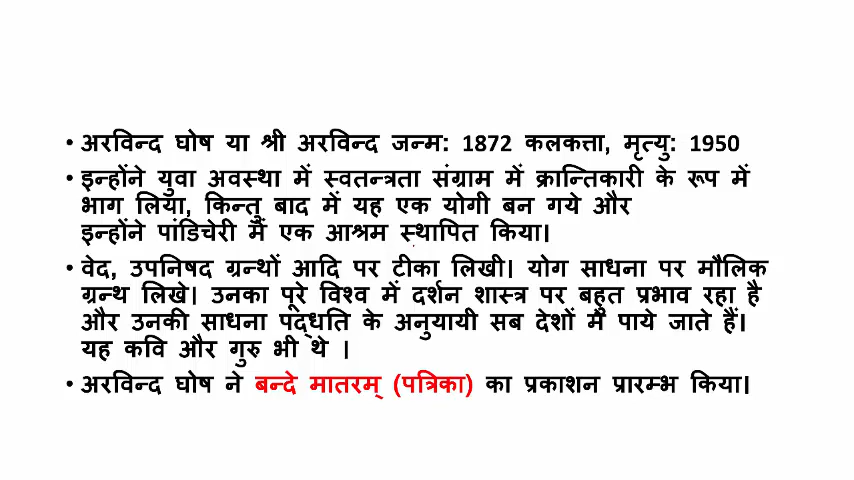 • अरविन्द घोष या श्री अरविन्द जन्म: 1872 कलकत्ता, मृत्यु: 1950
• इन्होंने युवा अवस्था में स्वतन्त्रता संग्राम में क्रान्तिकारी के रूप में
भाग लिया, किन्तु बाद में यह एक योगी बन गये और
इन्होंने पांडिचेरी में एक आश्रम स्थापित किया।
• वेद, उपनिषद ग्रन्थों आदि पर टीका लिखी। योग साधना पर मौलिक
ग्रन्थ लिखे। उनका पूरे विश्व में दर्शन शास्त्र पर बहुत प्रभाव रहा है
और उनकी साधना पद्धति के अनुयायी सब देशों में पाये जाते हैं।
यह कवि और गुरु भी थे ।
• अरविन्द घोष ने बन्दे मातरम् (पत्रिका) का प्रकाशन प्रारम्भ किया।